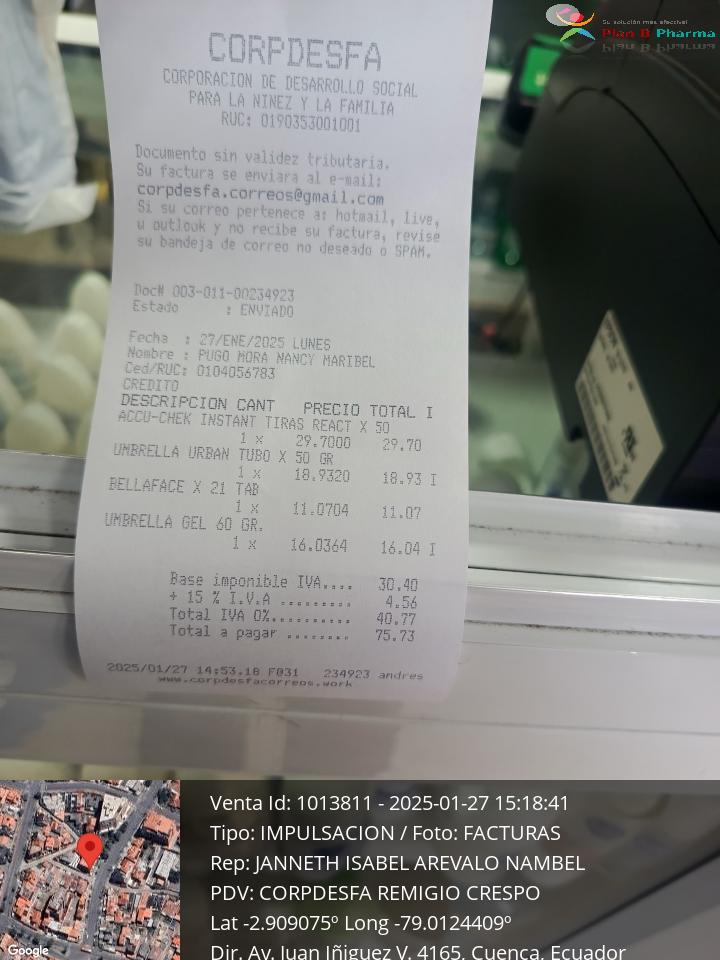 Su solución más efectiva!
Plan B Pharma
CORPDESFA
CORPORACION DE DESARROLLO SOCIAL
PARA LA NINEZ Y LA FAMILIA
RUC: 0190353001001
Documento sin validez tributaria.
Su factura se enviara al e-mail:
corpdesfa.correos@gmail.com
Si su correo pertenece a: hotmail, live,
u outlook y no recibe su factura, revise
su bandeja de correo no deseado o SPAM.
Doc# 003-011-00234923
Estado : ENVIADO
Fecha : 27/ENE/2025 LUNES
Nombre : PUGO MORA NANCY MARIBEL
Ced/RUC: 0104056783
CREDITO
DESCRIPCION CANT PRECIO TOTAL I
ACCU-CHEK INSTANT TIRAS REACT X 50
1 x 29.7000 29.70
UMBRELLA URBAN TUBO X 50 GR
1 x 18.9320 18.93 I
BELLAFACE X 21 TAB
1 x 11.0704 11.07
UMBRELLA GEL 60 GR.
1 x 16.0364 16.04 I
Base imponible IVA.... 30.40
+ 15 % I.V.A ......... 4.56
Total IVA 0%.......... 40.77
Total a pagar ........ 75.73
2025/01/27 14:53.18 F031 234923 andres
www.corpdesfacorreos.work
Venta Id: 1013811 - 2025-01-27 15:18:41
Tipo: IMPULSACION / Foto: FACTURAS
Rep: JANNETH ISABEL AREVALO NAMBEL
PDV: CORPDESFA REMIGIO CRESPO
Lat -2.909075º Long -79.0124409º
Dir. Av. Juan Iñiguez V. 4165, Cuenca, Ecuador
Google